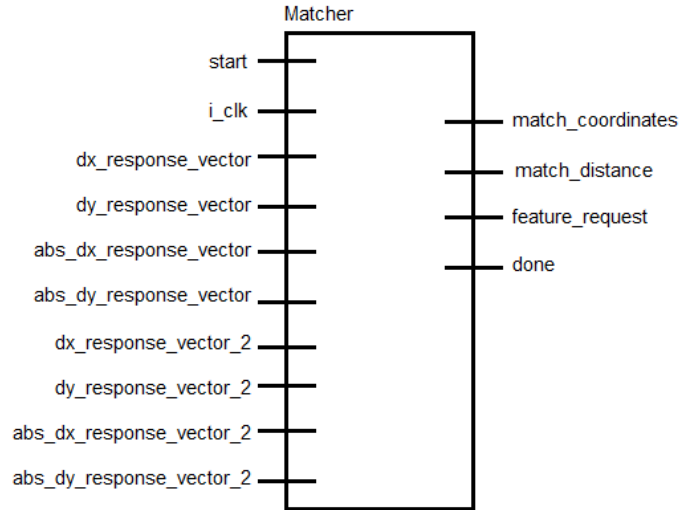 Matcher
start
i_clk
dx_response_vector
dy_response_vector
abs_dx_response_vector
abs_dy_response_vector
dx_response_vector_2
dy_response_vector_2
abs_dx_response_vector_2
abs_dy_response_vector_2
match_coordinates
match_distance
feature_request
done